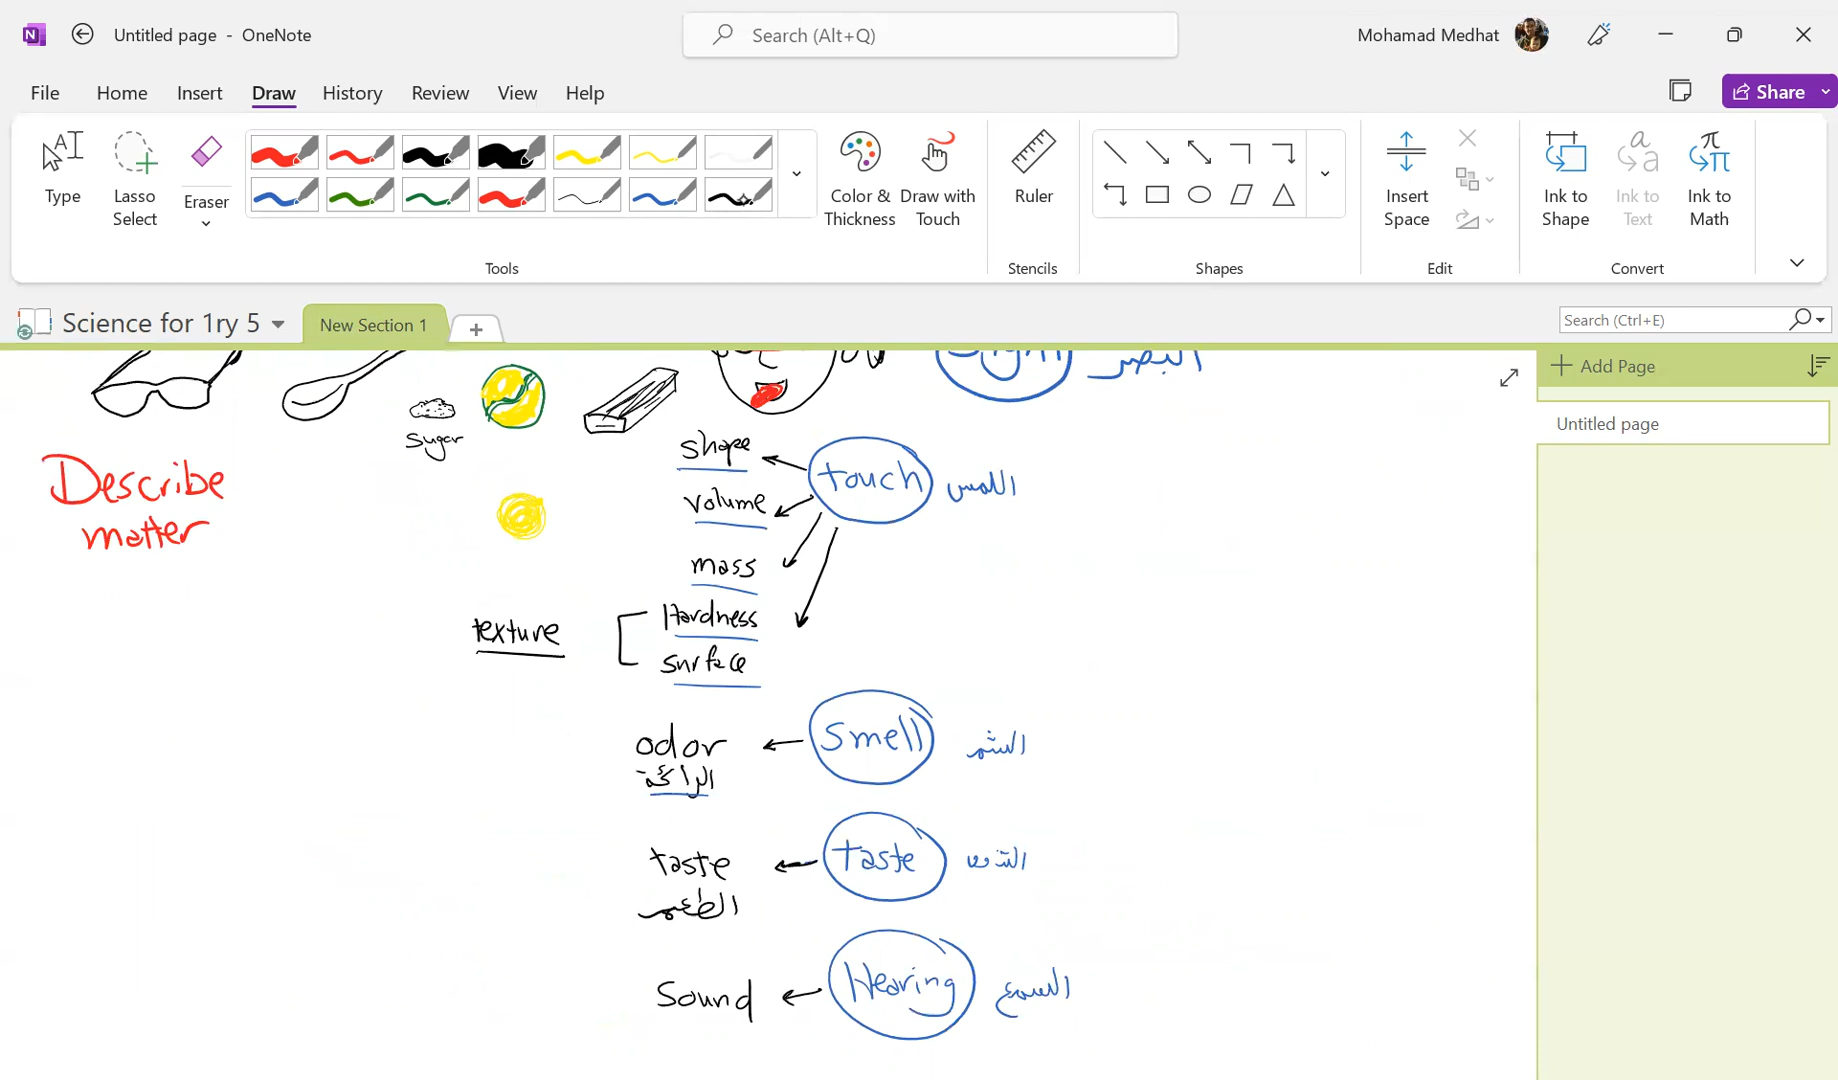 Untitled page - OneNote
Search (Alt+Q)
Mohamad Medhat
File Home Insert Draw History Review View Help
Share
Type
Lasso Select
Eraser
Color & Thickness
Draw with Touch
Ruler
Insert Space
Ink to Shape
Ink to Text
Ink to Math
Tools
Stencils
Shapes
Edit
Convert
Science for 1ry 5
New Section 1
Search (Ctrl+E)
Add Page
Untitled page
Sight البصر
sugar
Describe
matter
shape
touch اللمس
volume
mass
texture
Hardness
surface
odor
الرائحة
Smell الشم
taste
الطعم
taste
Sound
Hearing السمع